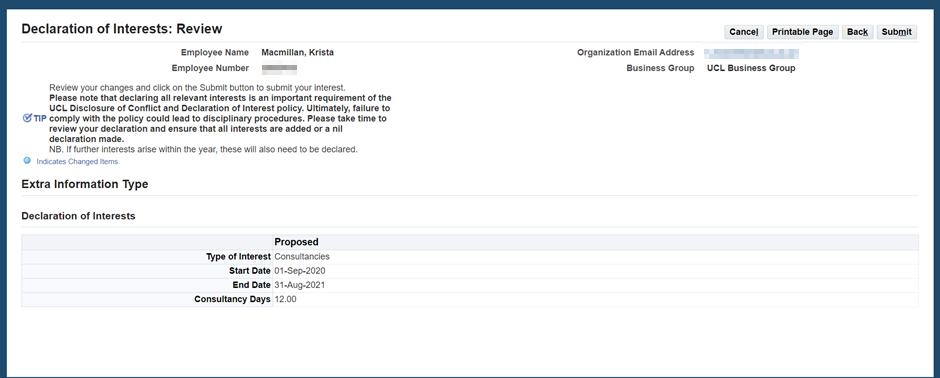 Declaration of Interests: Review
Cancel Printable Page Back Submit
Employee Name Macmillan, Krista Organization Email Address
Employee Number Business Group UCL Business Group
Review your changes and click on the Submit button to submit your interest.
Please note that declaring all relevant interests is an important requirement of the
UCL Disclosure of Conflict and Declaration of Interest policy. Ultimately, failure to
TIP comply with the policy could lead to disciplinary procedures. Please take time to
review your declaration and ensure that all interests are added or a nil
declaration made.
NB. If further interests arise within the year, these will also need to be declared.
Indicates Changed Items.
Extra Information Type
Declaration of Interests
Proposed
Type of Interest Consultancies
Start Date 01-Sep-2020
End Date 31-Aug-2021
Consultancy Days 12.00